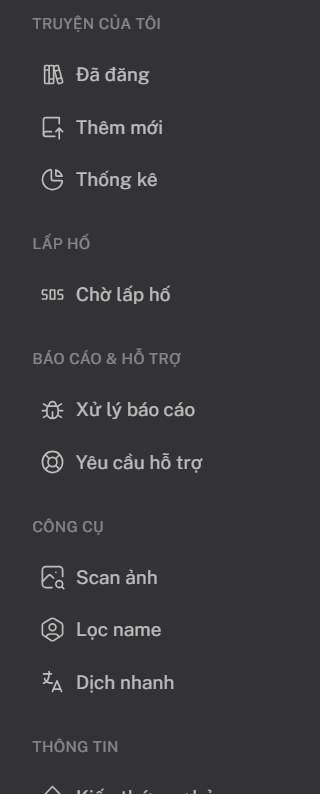 TRUYỆN CỦA TÔI
Đã đăng
Thêm mới
Thống kê
LẤP HỐ
SOS Chờ lấp hố
BÁO CÁO & HỖ TRỢ
Xử lý báo cáo
Yêu cầu hỗ trợ
CÔNG CỤ
Scan ảnh
Lọc name
Dịch nhanh
THÔNG TIN